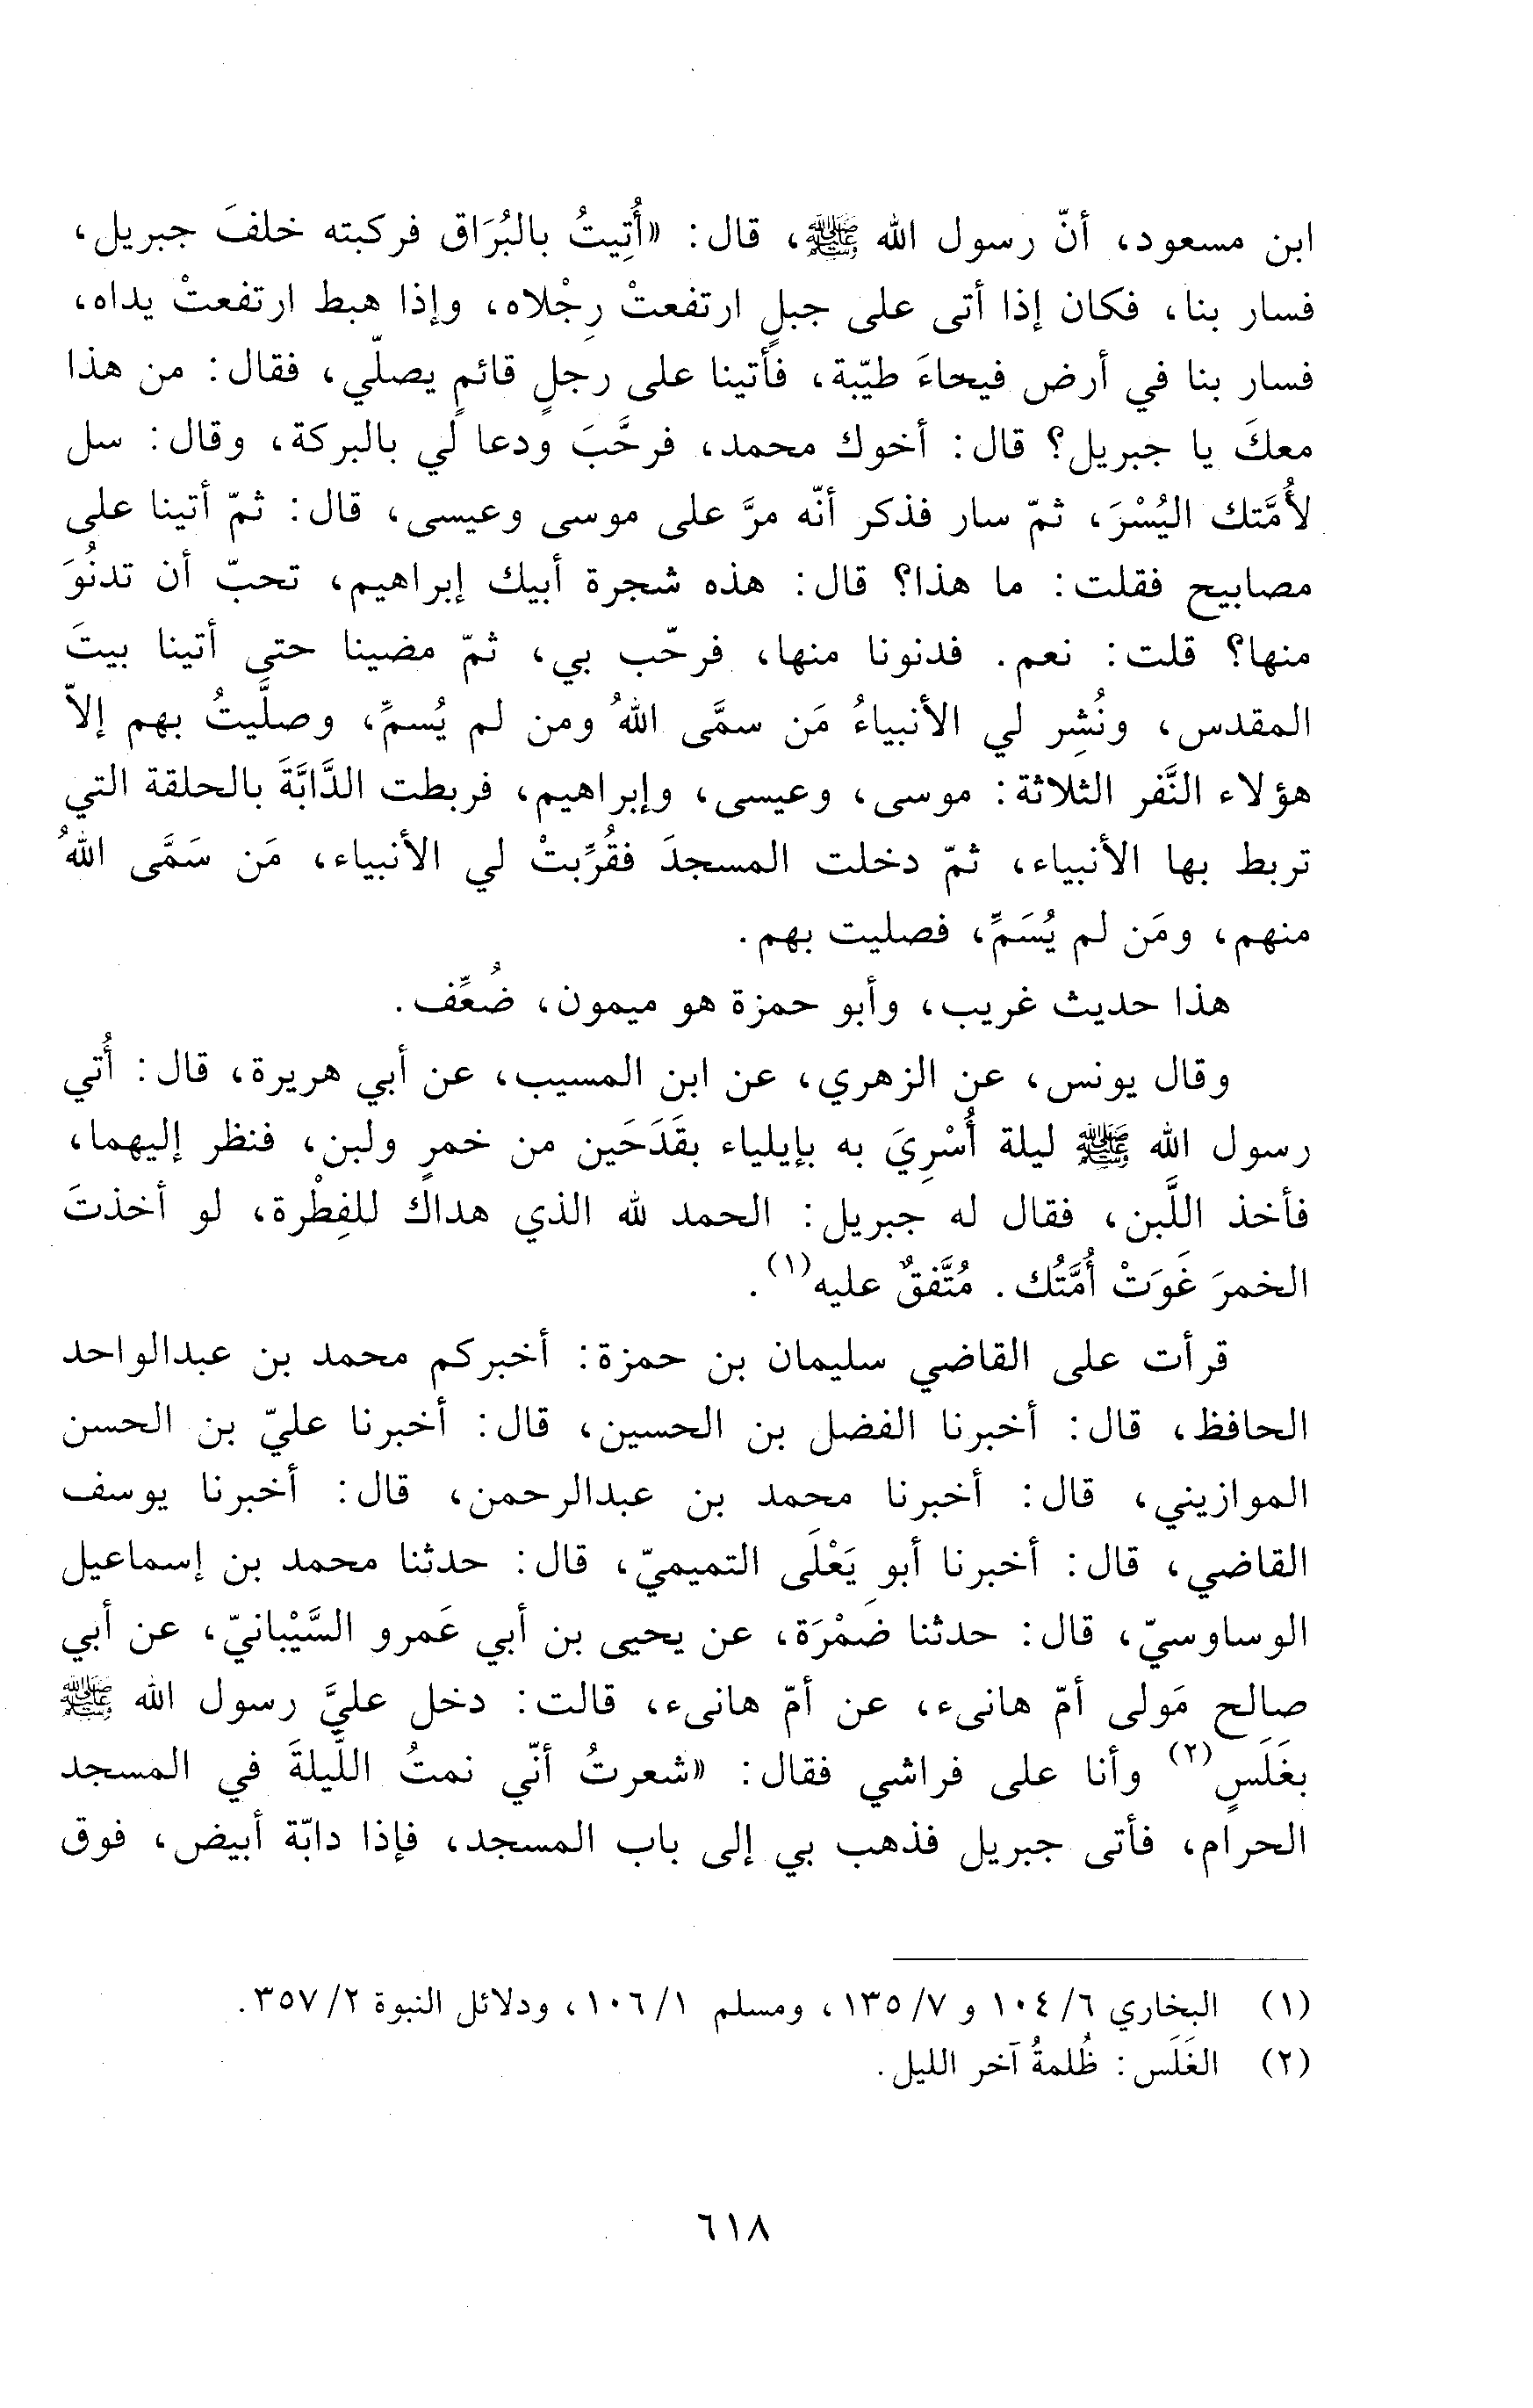 ابن مسعود، أنّ رسول الله ﷺ، قال: «أُتِيتُ بالبُرَاق فركبته خلفَ جبريل،
فسار بنا، فكان إذا أتى على جبلٍ ارتفعتْ رِجْلاه، وإذا هبط ارتفعتْ يداه،
فسار بنا في أرض فيحاءَ طيّبة، فأتينا على رجلٍ قائمٍ يصلّي، فقال: من هذا
معكَ يا جبريل؟ قال: أخوك محمد، فرحَّبَ ودعا لي بالبركة، وقال: سل
لأُمَّتك اليُسْرَ، ثمّ سار فذكر أنّه مرَّ على موسى وعيسى، قال: ثمّ أتينا على
مصابيح فقلت: ما هذا؟ قال: هذه شجرة أبيك إبراهيم، تحبّ أن تدنُوَ
منها؟ قلت: نعم. فدنونا منها، فرحّب بي، ثمّ مضينا حتى أتينا بيتَ
المقدس، ونُشِر لي الأنبياءُ مَن سمَّى اللهُ ومن لم يُسمِّ، وصلَّيتُ بهم إلاّ
هؤلاء النَّفر الثلاثة: موسى، وعيسى، وإبراهيم، فربطت الدَّابَّةَ بالحلقة التي
تربط بها الأنبياء، ثمّ دخلت المسجدَ فقُرِّبتْ لي الأنبياء، مَن سَمَّى اللهُ
منهم، ومَن لم يُسَمِّ، فصليت بهم.
هذا حديث غريب، وأبو حمزة هو ميمون، ضُعِّف.
وقال يونس، عن الزهري، عن ابن المسيب، عن أبي هريرة، قال: أُتي
رسول الله ﷺ ليلة أُسْرِيَ به بإيلياء بقَدَحَين من خمرٍ ولبن، فنظر إليهما،
فأخذ اللَّبن، فقال له جبريل: الحمد لله الذي هداك للفِطْرة، لو أخذتَ
الخمرَ غَوَتْ أُمَّتُك. مُتَّفقٌ عليه(١).
قرأت على القاضي سليمان بن حمزة: أخبركم محمد بن عبدالواحد
الحافظ، قال: أخبرنا الفضل بن الحسين، قال: أخبرنا عليّ بن الحسن
الموازيني، قال: أخبرنا محمد بن عبدالرحمن، قال: أخبرنا يوسف
القاضي، قال: أخبرنا أبو يَعْلَى التميميّ، قال: حدثنا محمد بن إسماعيل
الوساوسيّ، قال: حدثنا ضَمْرَة، عن يحيى بن أبي عَمرو السَّيْبانيّ، عن أبي
صالح مَولى أمّ هانىء، عن أمّ هانىء، قالت: دخل عليَّ رسول الله ﷺ
بغَلَسٍ(٢) وأنا على فراشي فقال: «شعرتُ أنّي نمتُ اللَّيلةَ في المسجد
الحرام، فأتى جبريل فذهب بي إلى باب المسجد، فإذا دابّة أبيض، فوق
(١) البخاري ٦/ ١٠٤ و ٧/ ١٣٥، ومسلم ١/ ١٠٦، ودلائل النبوة ٢/ ٣٥٧.
(٢) الغَلَس: ظُلمةُ آخر الليل.
٦١٨